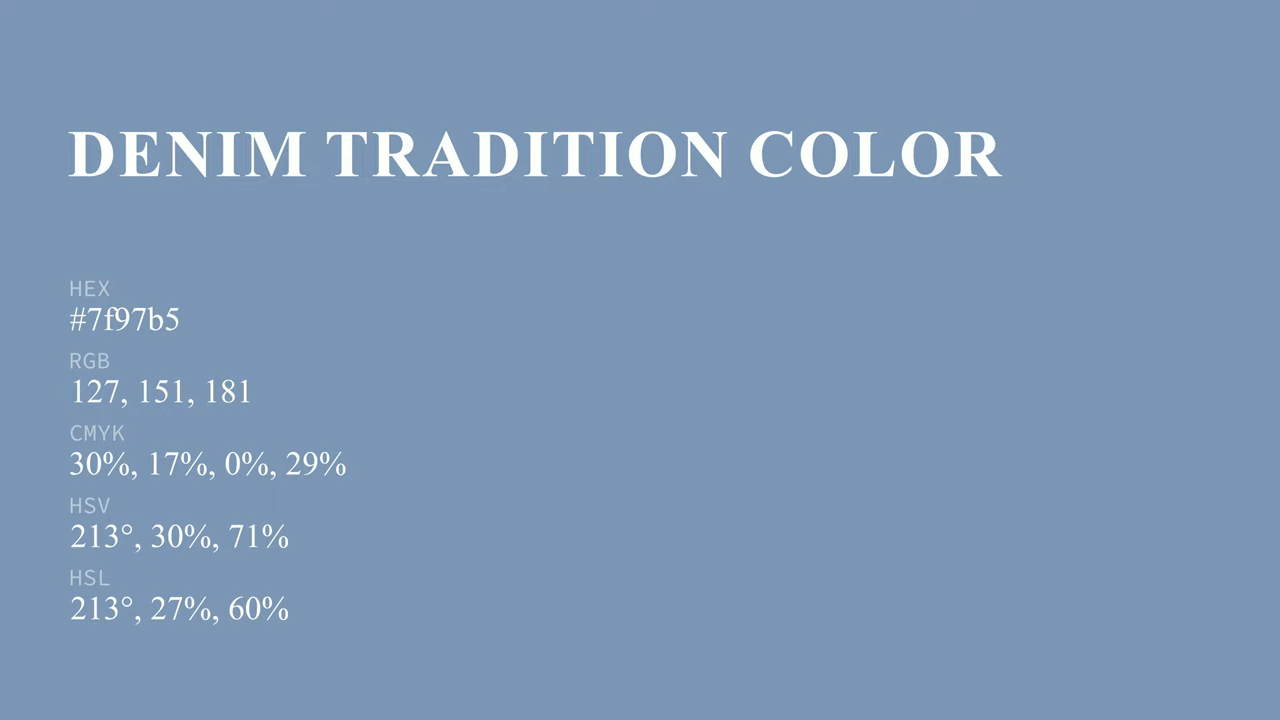 DENIM TRADITION COLOR
HEX
#7f97b5
RGB
127, 151, 181
CMYK
30%, 17%, 0%, 29%
HSV
213°, 30%, 71%
HSL
213°, 27%, 60%